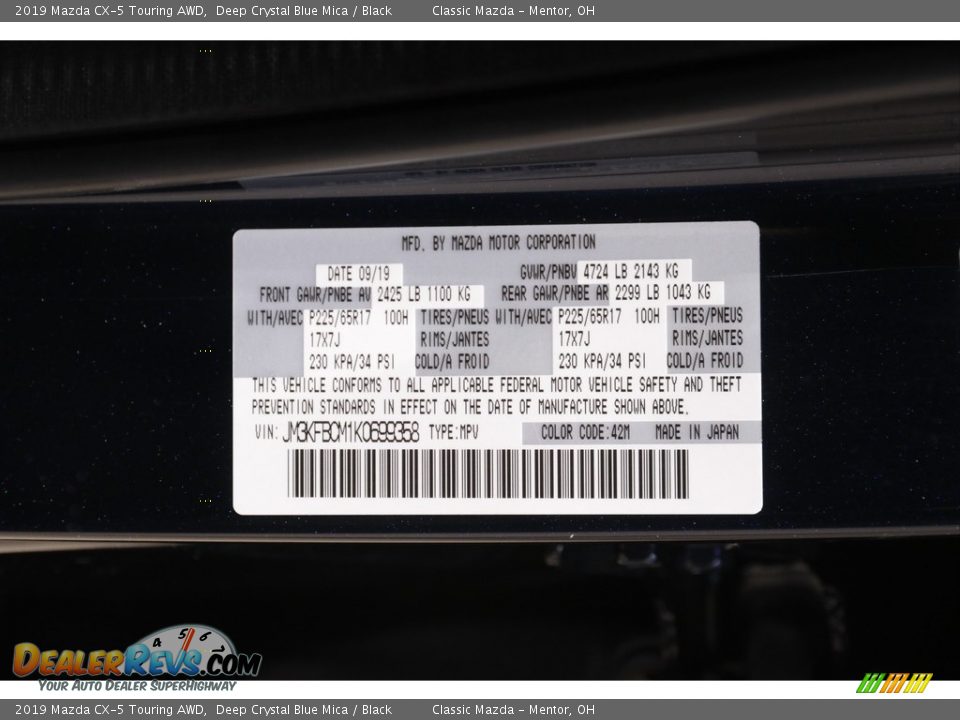 2019 Mazda CX-5 Touring AWD, Deep Crystal Blue Mica / Black Classic Mazda - Mentor, OH
MFD. BY MAZDA MOTOR CORPORATION
DATE 09/19 GVWR/PNBV 4724 LB 2143 KG
FRONT GAWR/PNBE AV 2425 LB 1100 KG REAR GAWR/PNBE AR 2299 LB 1043 KG
WITH/AVEC P225/65R17 100H TIRES/PNEUS WITH/AVEC P225/65R17 100H TIRES/PNEUS
17X7J RIMS/JANTES 17X7J RIMS/JANTES
230 KPA/34 PSI COLD/A FROID 230 KPA/34 PSI COLD/A FROID
THIS VEHICLE CONFORMS TO ALL APPLICABLE FEDERAL MOTOR VEHICLE SAFETY AND THEFT
PREVENTION STANDARDS IN EFFECT ON THE DATE OF MANUFACTURE SHOWN ABOVE.
VIN: JM3KFBCM1K0699358 TYPE:MPV COLOR CODE:42M MADE IN JAPAN
4 5 6
DEALERREVS.COM
YOUR AUTO DEALER SUPERHIGHWAY
2019 Mazda CX-5 Touring AWD, Deep Crystal Blue Mica / Black Classic Mazda - Mentor, OH